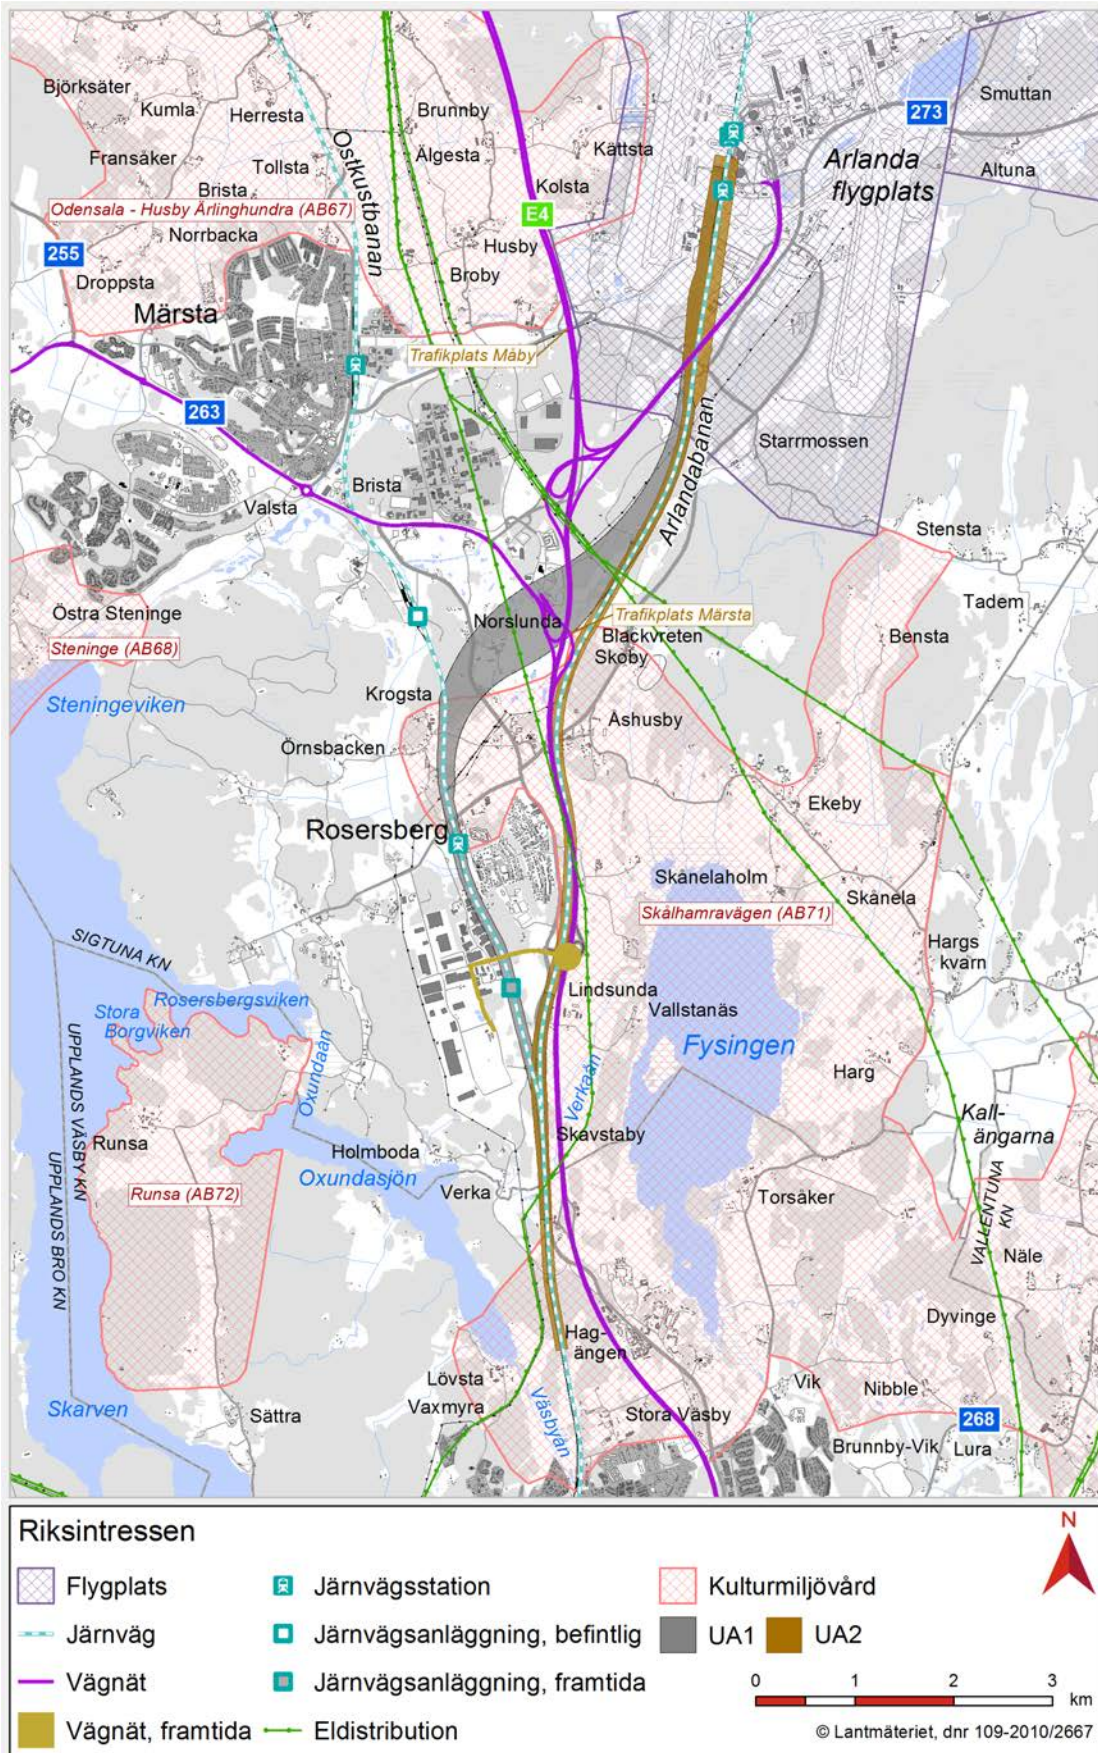 Björksäter
Kumla
Herresta
Brunnby
Smuttan
273
Fransåker
Tollsta
Älgesta
Kättsta
Arlanda
flygplats
Altuna
Brista
Ostkustbanan
Kolsta
Odensala - Husby Ärlinghundra (AB67)
E4
Norrbacka
Husby
255
Droppsta
Broby
Märsta
Trafikplats Måby
263
Arlandabanan
Starrmossen
Valsta
Brista
Stensta
Östra Steninge
Norslunda
Trafikplats Märsta
Tadem
Steninge (AB68)
Blackvreten
Skoby
Bensta
Steningeviken
Krogsta
Åshusby
Örnsbacken
Ekeby
Rosersberg
Skånelaholm
Skånela
Skålhamravägen (AB71)
SIGTUNA KN
Hargs
kvarn
Rosersbergsviken
Lindsunda
Stora
Borgviken
Vallstanäs
Fysingen
UPPLANDS VÄSBY KN
UPPLANDS BRO KN
Oxundaån
Verkaån
Harg
Kall-
ängarna
Runsa
Holmboda
Skavstaby
Oxundasjön
Runsa (AB72)
Verka
Torsåker
VALLENTUNA
KN
Näle
Dyvinge
Hag-
ängen
Lövsta
Vik
Nibble
Skarven
Sättra
Vaxmyra
Väsbyån
Stora Väsby
268
Brunnby-Vik
Lura
Riksintressen
N
Flygplats
Järnvägsstation
Kulturmiljövård
Järnväg
Järnvägsanläggning, befintlig
UA1
UA2
Vägnät
Järnvägsanläggning, framtida
0 1 2 3
km
Vägnät, framtida
Eldistribution
© Lantmäteriet, dnr 109-2010/2667